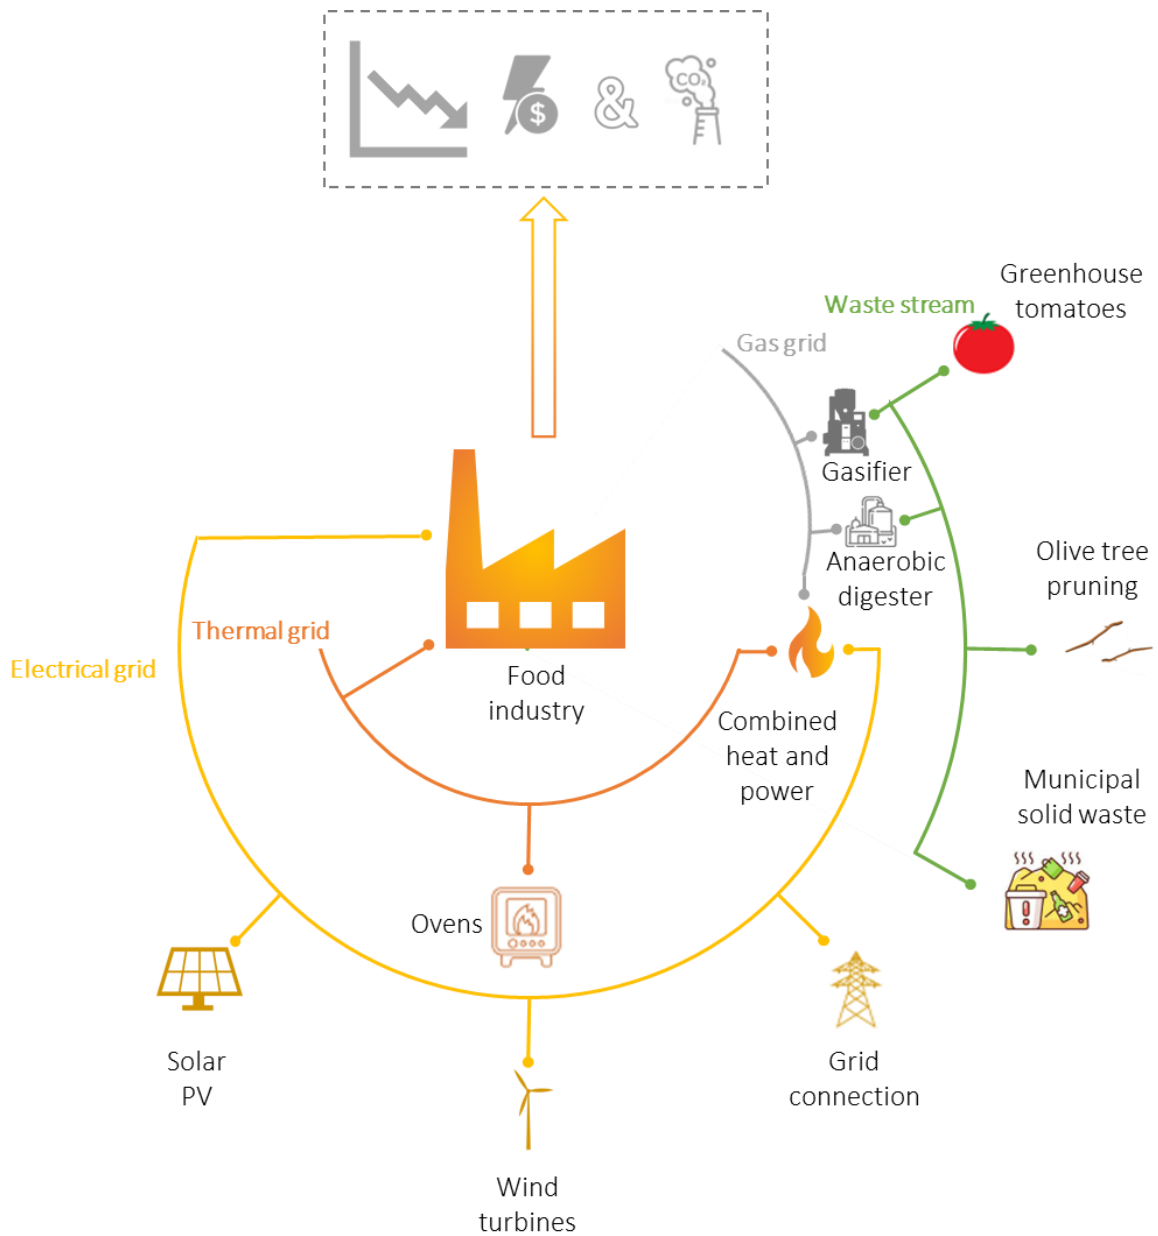 $
&
CO₂
Greenhouse
tomatoes
Waste stream
Gas grid
Gasifier
Anaerobic
digester
Olive tree
pruning
Thermal grid
Electrical grid
Food
industry
Combined
heat and
power
Municipal
solid waste
Ovens
Solar
PV
Grid
connection
Wind
turbines